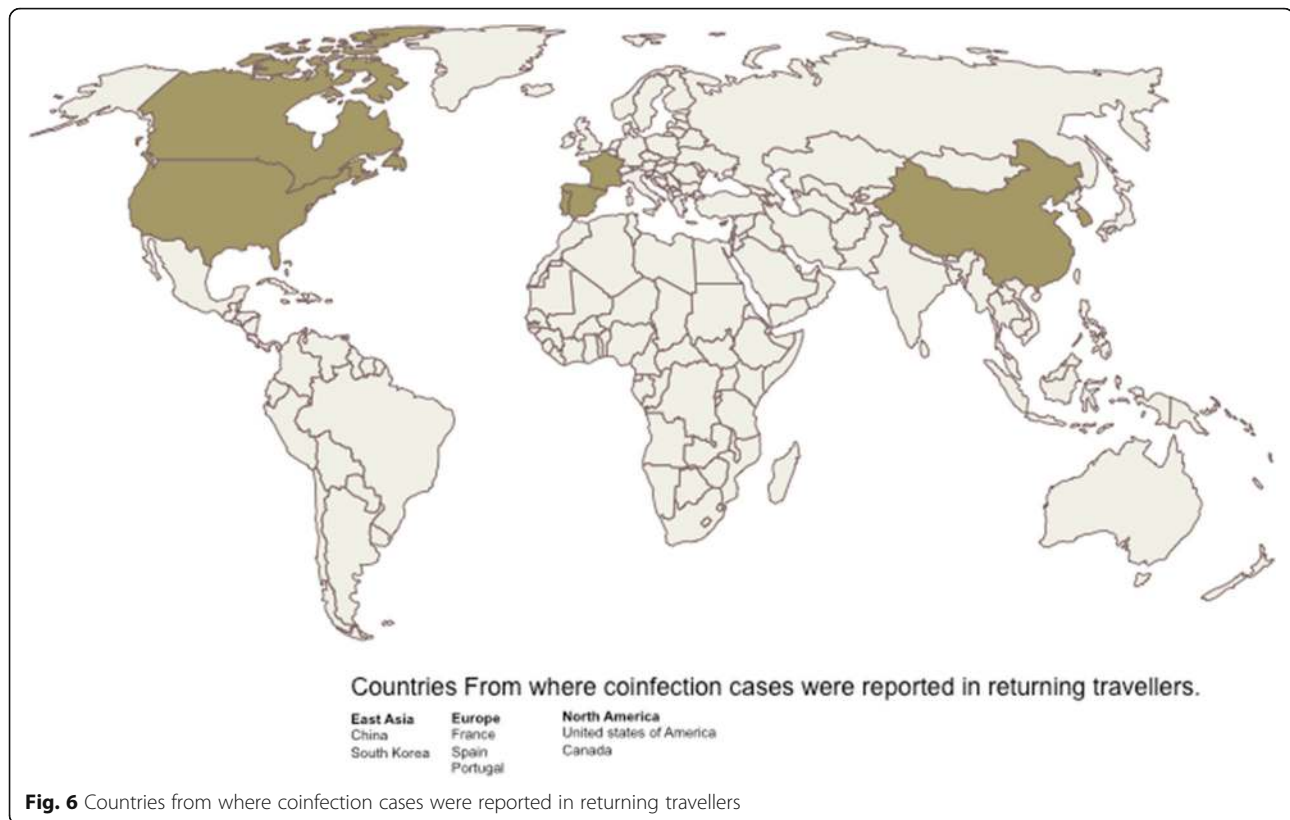 Countries From where coinfection cases were reported in returning travellers.
East Asia Europe North America
China France United states of America
South Korea Spain Canada
Portugal
Fig. 6 Countries from where coinfection cases were reported in returning travellers